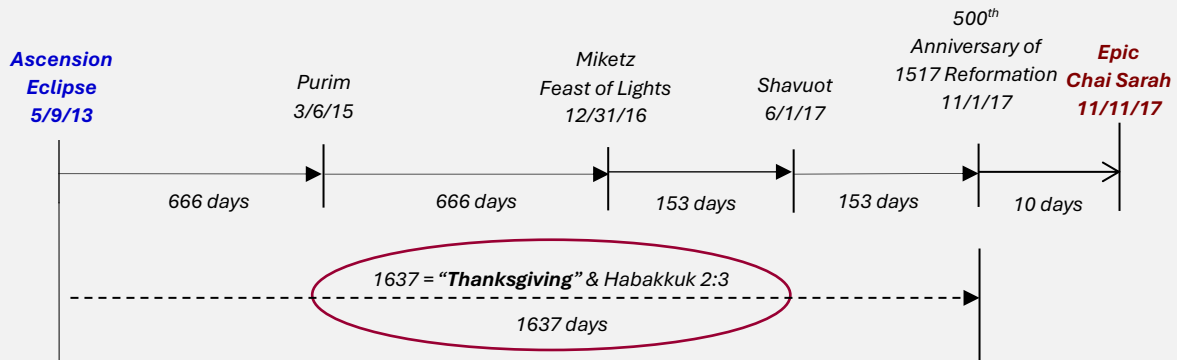 Ascension
Eclipse
5/9/13
Purim
3/6/15
Miketz
Feast of Lights
12/31/16
Shavuot
6/1/17
500th
Anniversary of
1517 Reformation
11/1/17
Epic
Chai Sarah
11/11/17
666 days
666 days
153 days
153 days
10 days
1637 = “Thanksgiving” & Habakkuk 2:3
1637 days